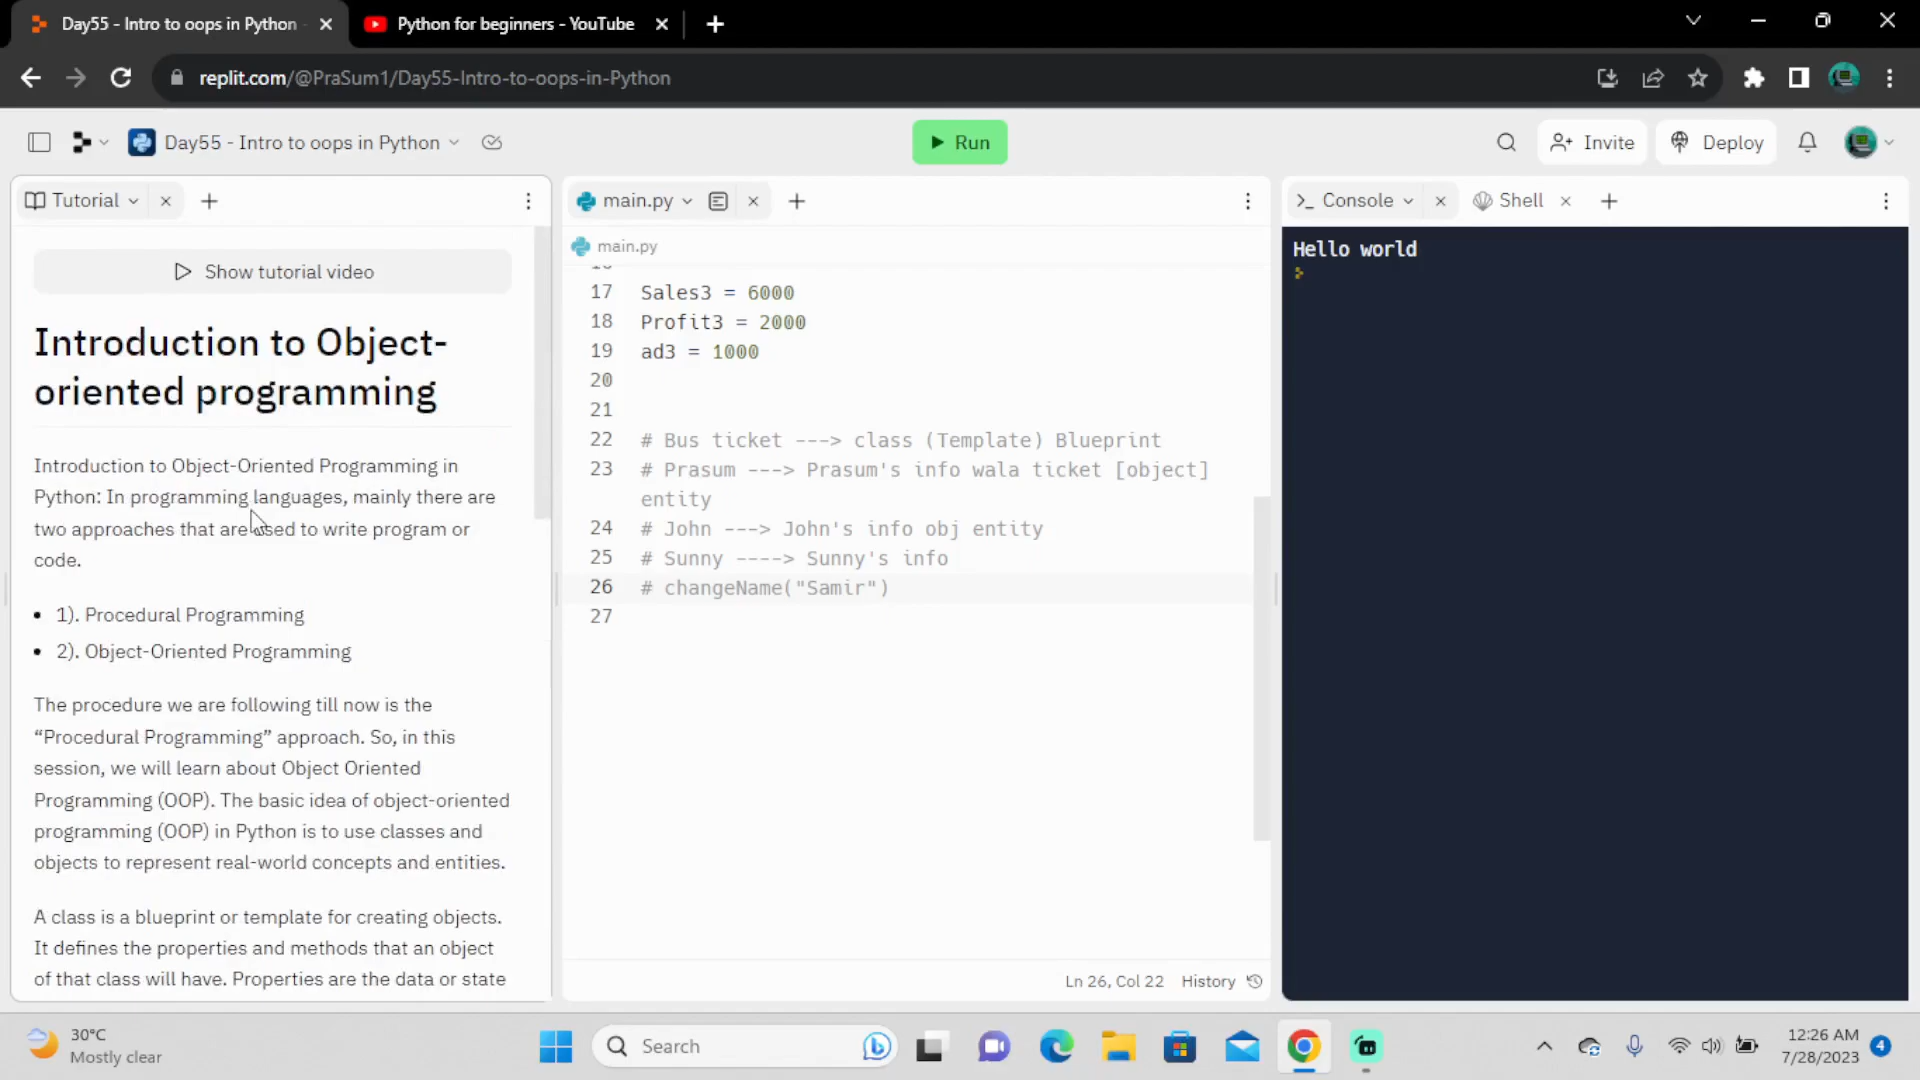 Day55 - Intro to oops in Python
Python for beginners - YouTube
replit.com/@PraSum1/Day55-Intro-to-oops-in-Python
Day55 - Intro to oops in Python
Run
Invite
Deploy
Tutorial
Show tutorial video
Introduction to Object-
oriented programming
Introduction to Object-Oriented Programming in
Python: In programming languages, mainly there are
two approaches that are used to write program or
code.
1). Procedural Programming
2). Object-Oriented Programming
The procedure we are following till now is the
“Procedural Programming” approach. So, in this
session, we will learn about Object Oriented
Programming (OOP). The basic idea of object-oriented
programming (OOP) in Python is to use classes and
objects to represent real-world concepts and entities.
A class is a blueprint or template for creating objects.
It defines the properties and methods that an object
of that class will have. Properties are the data or state
main.py
main.py
17 Sales3 = 6000
18 Profit3 = 2000
19 ad3 = 1000
20
21
22 # Bus ticket ---> class (Template) Blueprint
23 # Prasum ---> Prasum's info wala ticket [object]
entity
24 # John ---> John's info obj entity
25 # Sunny ----> Sunny's info
26 # changeName("Samir")
27
Ln 26, Col 22 History
Console
Shell
Hello world
30°C
Mostly clear
Search
12:26 AM
7/28/2023
4